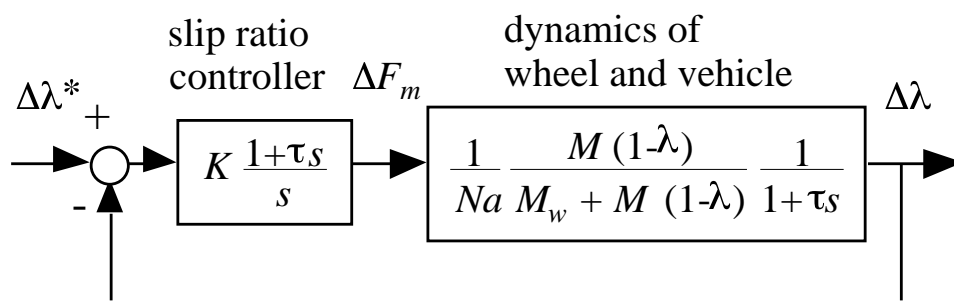 slip ratio
controller
dynamics of
wheel and vehicle
Δλ*
+
-
K 1+τs
s
ΔF_m
1 M (1-λ) 1
Na M_w + M (1-λ) 1+τs
Δλ